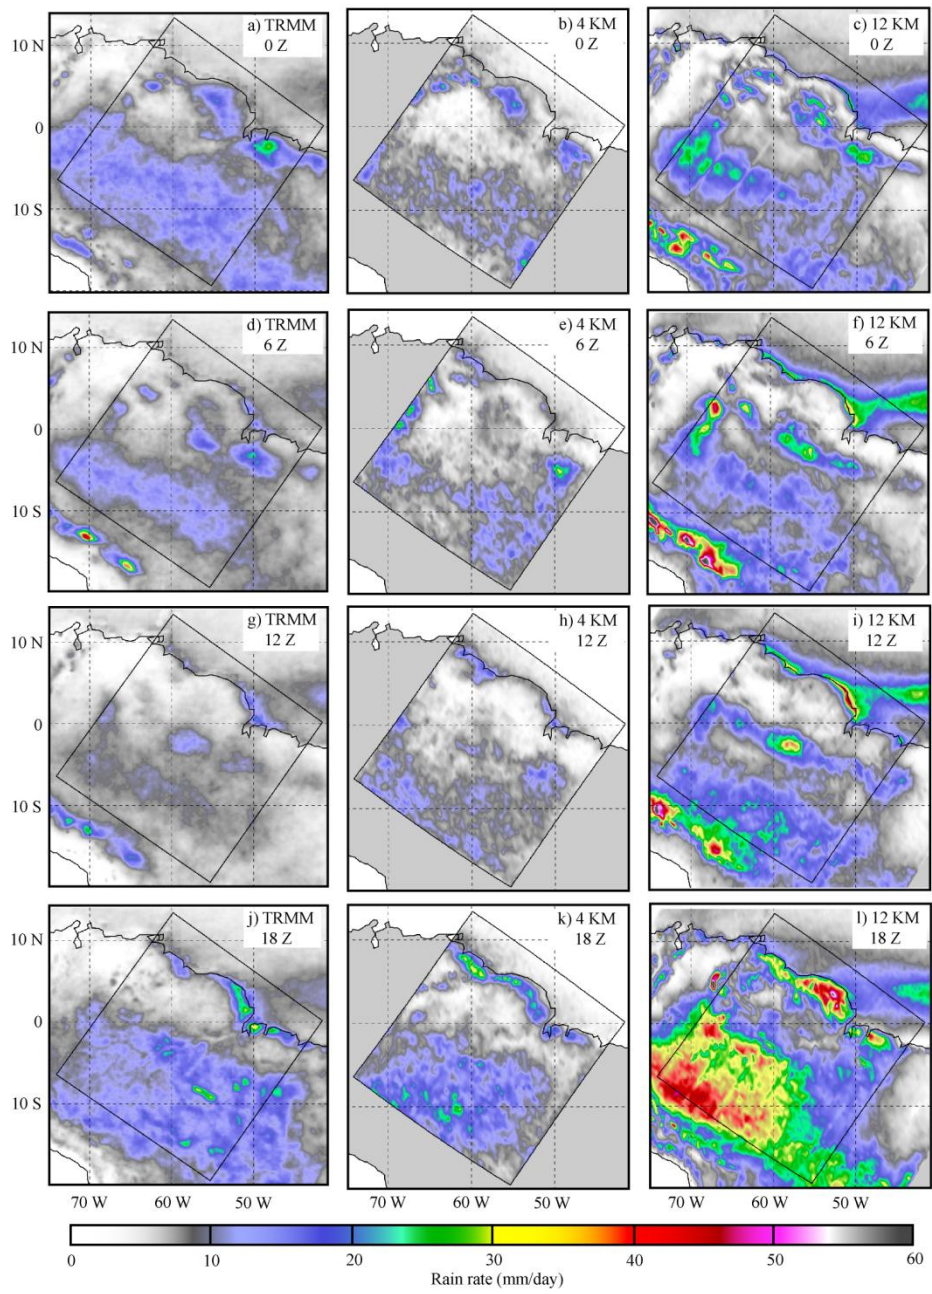 a) TRMM
0 Z
b) 4 KM
0 Z
c) 12 KM
0 Z
10 N
0
10 S
d) TRMM
6 Z
e) 4 KM
6 Z
f) 12 KM
6 Z
10 N
0
10 S
g) TRMM
12 Z
h) 4 KM
12 Z
i) 12 KM
12 Z
10 N
0
10 S
j) TRMM
18 Z
k) 4 KM
18 Z
l) 12 KM
18 Z
10 N
0
10 S
70 W 60 W 50 W 70 W 60 W 50 W 70 W 60 W 50 W
0 10 20 30 40 50 60
Rain rate (mm/day)